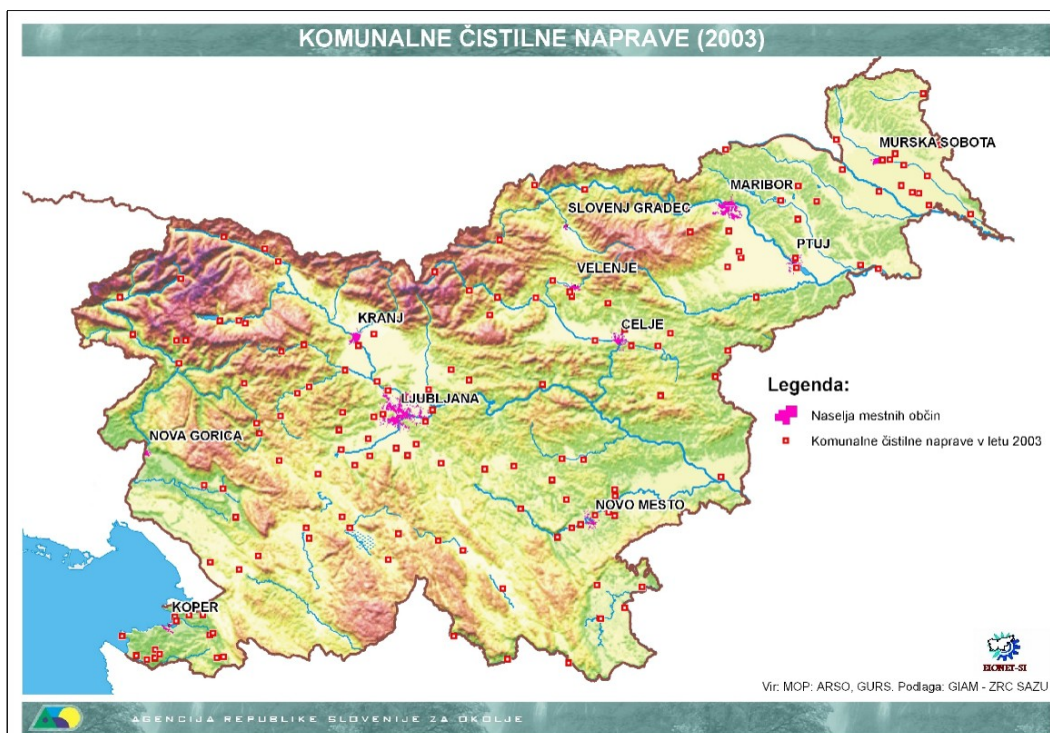 KOMUNALNE ČISTILNE NAPRAVE (2003)
MURSKA SOBOTA
MARIBOR
SLOVENJ GRADEC
PTUJ
VELENJE
KRANJ
CELJE
LJUBLJANA
NOVA GORICA
NOVO MESTO
KOPER
Legenda:
Naselja mestnih občin
Komunalne čistilne naprave v letu 2003
EIONET-SI
Vir: MOP: ARSO, GURS. Podlaga: GIAM - ZRC SAZU
AGENCIJA REPUBLIKE SLOVENIJE ZA OKOLJE